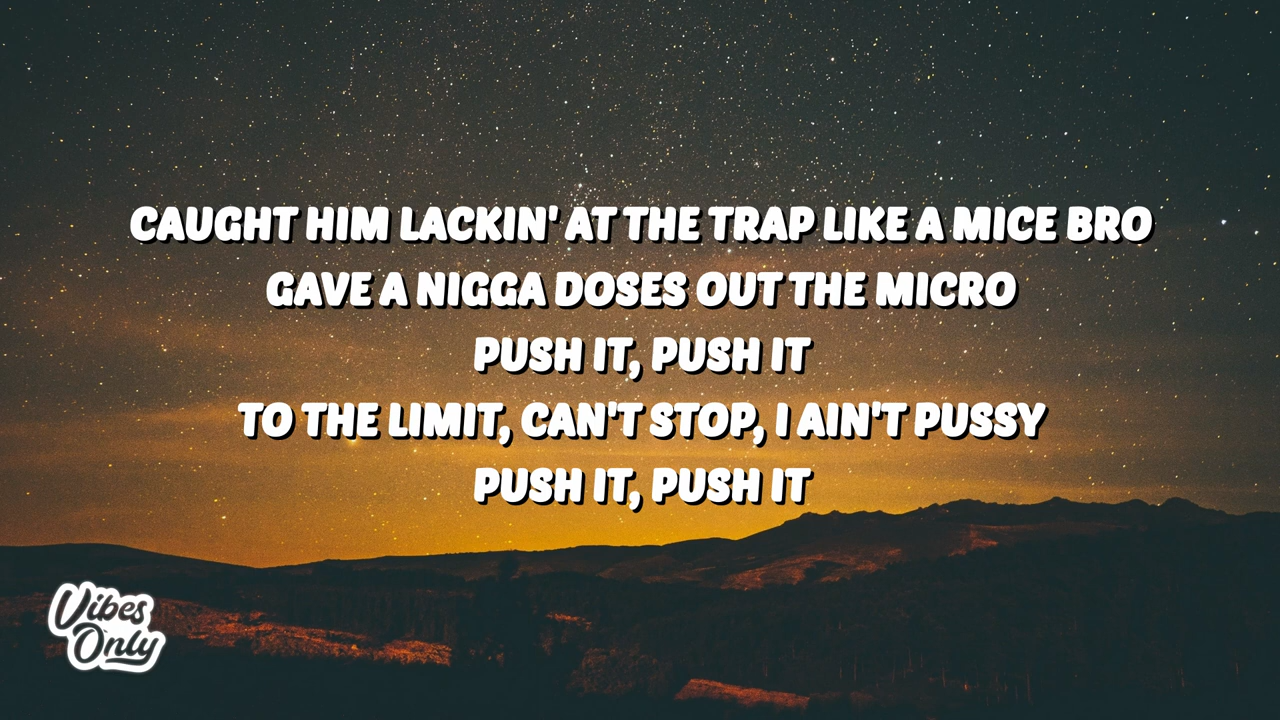 CAUGHT HIM LACKIN' AT THE TRAP LIKE A MICE BRO
GAVE A NIGGA DOSES OUT THE MICRO
PUSH IT, PUSH IT
TO THE LIMIT, CAN'T STOP, I AIN'T PUSSY
PUSH IT, PUSH IT
Vibes
Only